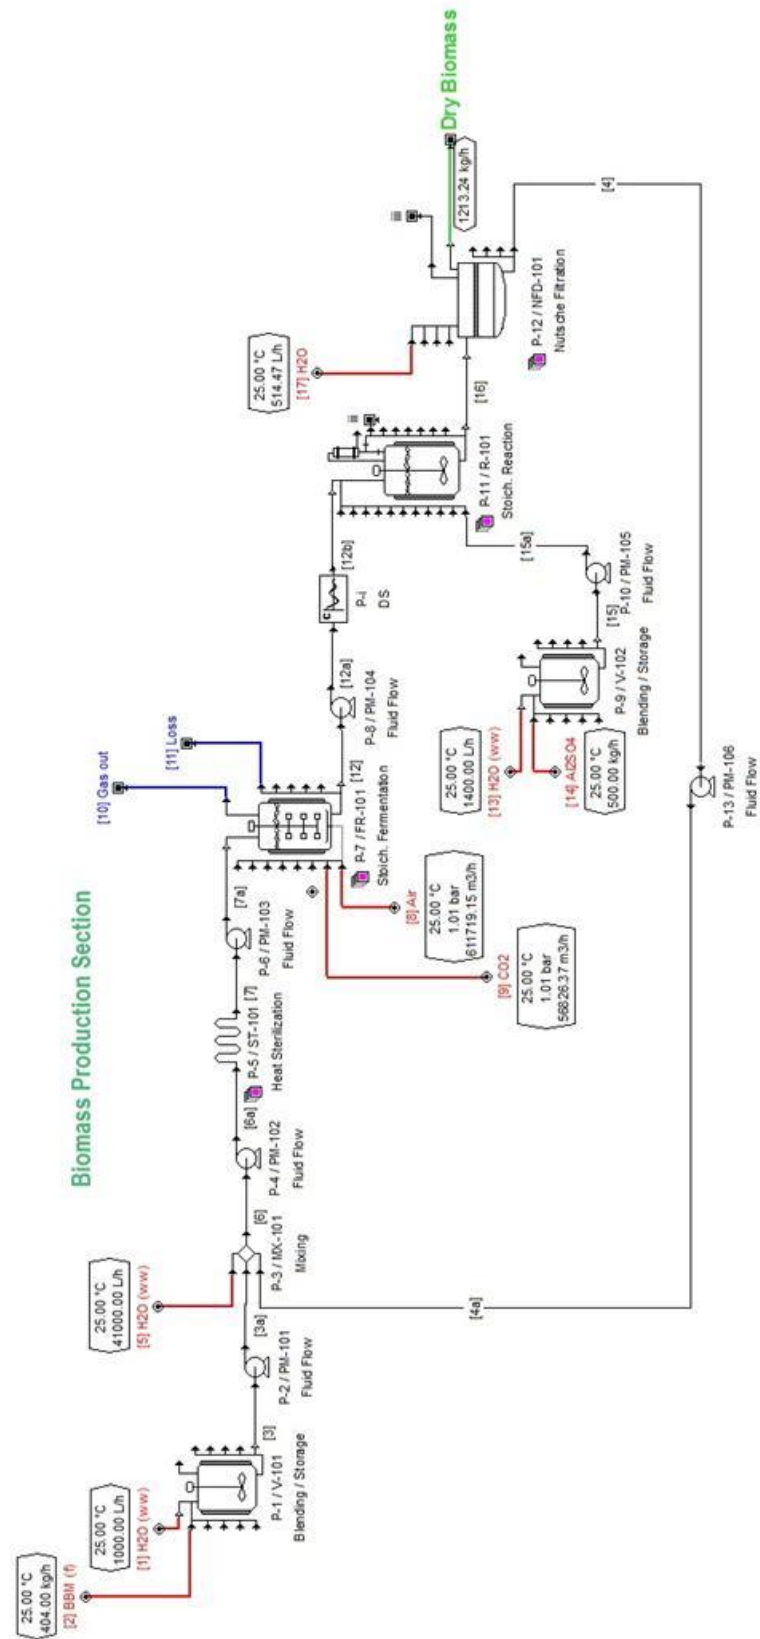 Biomass Production Section
25.00 °C
404.00 kg/h
[2] BBM (f)
25.00 °C
1000.00 L/h
[1] H2O (ww)
P-1 / V-101
Blending / Storage
[3]
P-2 / PM-101
Fluid Flow
[3a]
25.00 °C
41000.00 L/h
[5] H2O (ww)
P-3 / MX-101
Mixing
[6]
P-4 / PM-102
Fluid Flow
[6a]
P-5 / ST-101
Heat Sterilization
[7]
P-6 / PM-103
Fluid Flow
[7a]
[10] Gas out
[11] Loss
P-7 / FR-101
Stoich. Fermentation
[8] Air
25.00 °C
1.01 bar
611719.15 m3/h
[9] CO2
25.00 °C
1.01 bar
56826.37 m3/h
[12]
P-8 / PM-104
Fluid Flow
[12a]
C
P-i
DS
[12b]
25.00 °C
1400.00 L/h
[13] H2O (ww)
[14] Al2SO4
25.00 °C
500.00 kg/h
P-9 / V-102
Blending / Storage
[15]
P-10 / PM-105
Fluid Flow
[15a]
ii
P-11 / R-101
Stoich. Reaction
[16]
25.00 °C
514.47 L/h
[17] H2O
iii
P-12 / NFD-101
Nutsche Filtration
1213.24 kg/h
Dry Biomass
[4]
P-13 / PM-106
Fluid Flow
[4a]